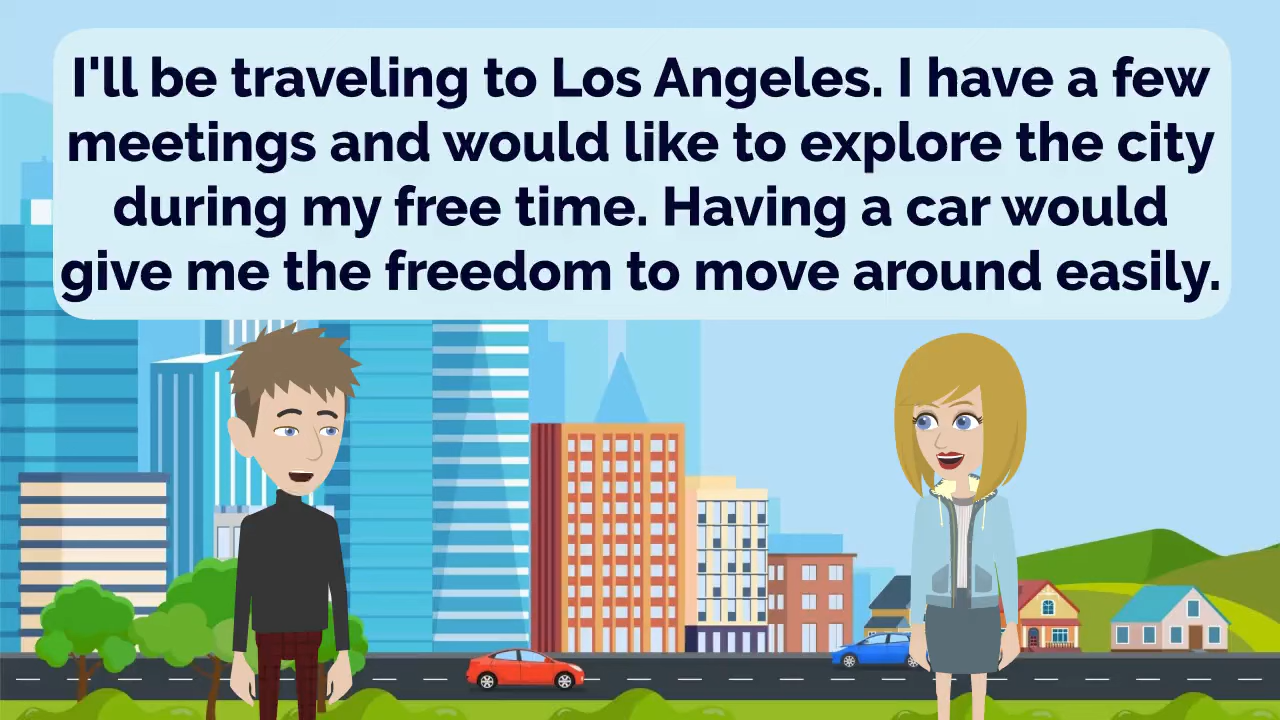 I'll be traveling to Los Angeles. I have a few
meetings and would like to explore the city
during my free time. Having a car would
give me the freedom to move around easily.